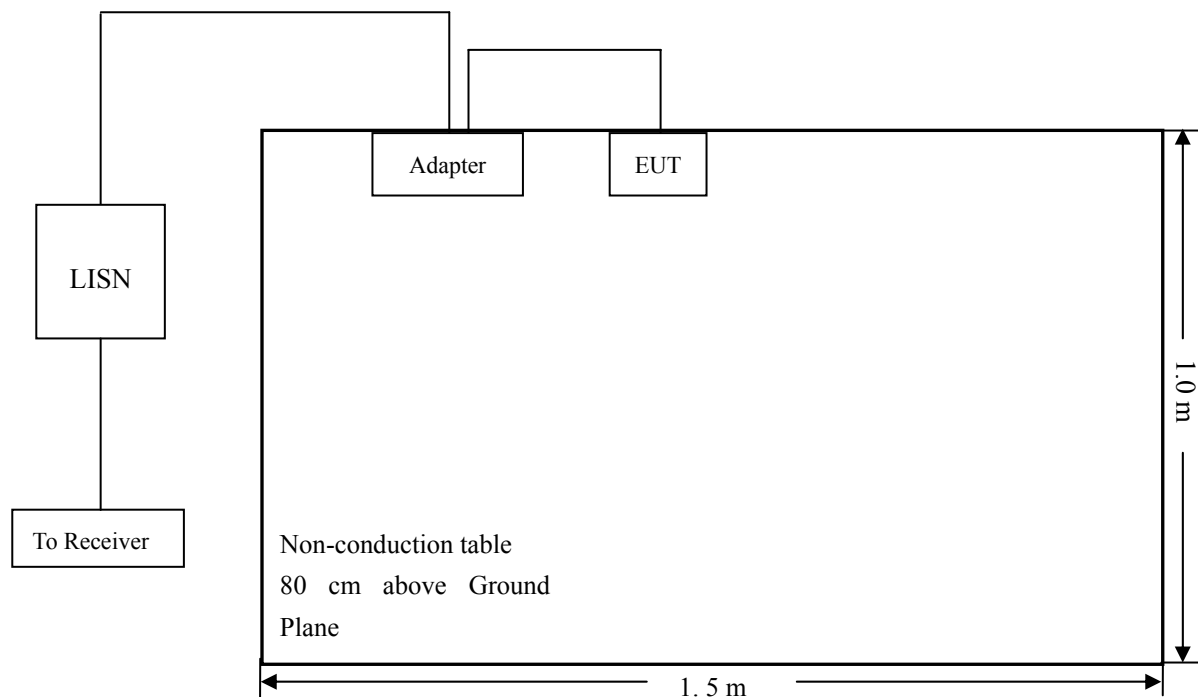 Adapter
EUT
LISN
1.0 m
To Receiver
Non-conduction table
80 cm above Ground
Plane
1. 5 m